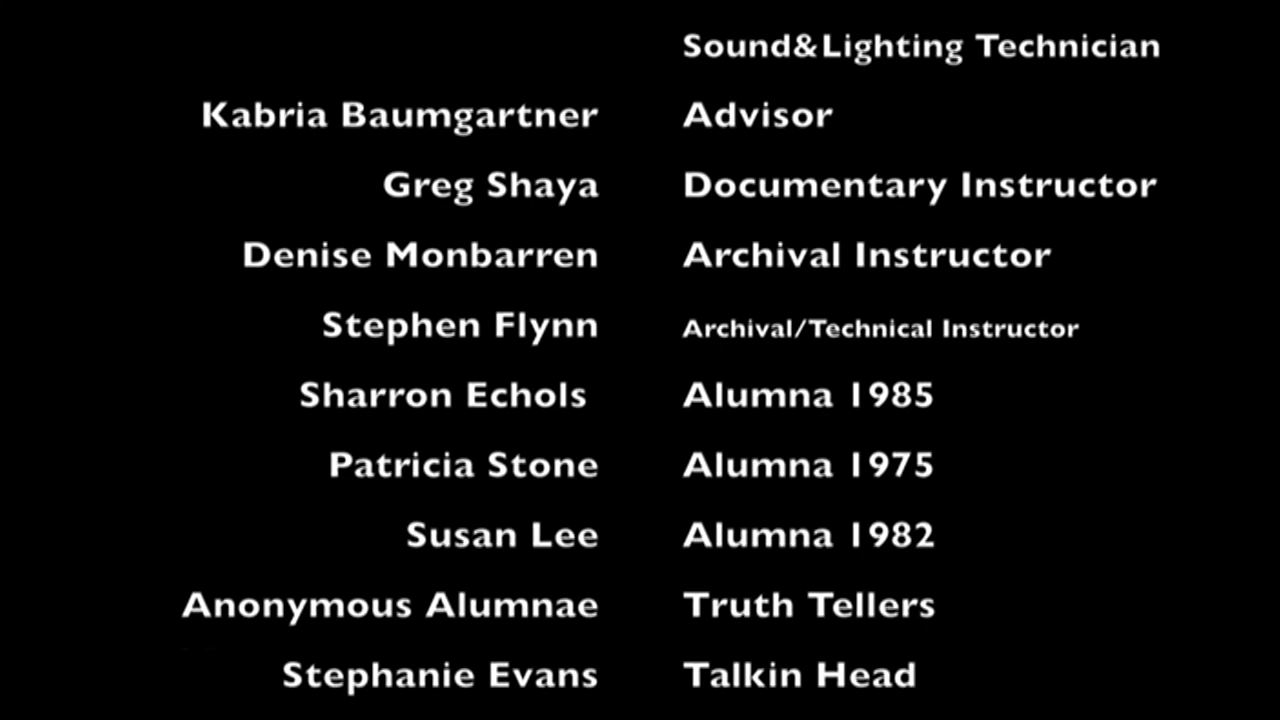 Sound&Lighting Technician
Kabria Baumgartner Advisor
Greg Shaya Documentary Instructor
Denise Monbarren Archival Instructor
Stephen Flynn Archival/Technical Instructor
Sharron Echols Alumna 1985
Patricia Stone Alumna 1975
Susan Lee Alumna 1982
Anonymous Alumnae Truth Tellers
Stephanie Evans Talkin Head